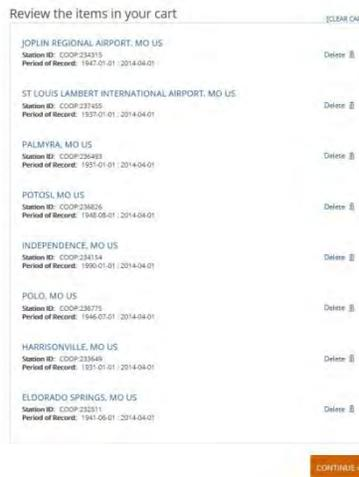 Review the items in your cart
[CLEAR CA
JOPLIN REGIONAL AIRPORT, MO US
Station ID: COOP:234315
Delete
Period of Record: 1947-01-01 : 2014-04-01
ST LOUIS LAMBERT INTERNATIONAL AIRPORT, MO US
Station ID: COOP:237455
Delete
Period of Record: 1937-01-01 : 2014-04-01
PALMYRA, MO US
Station ID: COOP:236493
Delete
Period of Record: 1931-01-01 : 2014-04-01
POTOSI, MO US
Station ID: COOP:236826
Delete
Period of Record: 1948-08-01 : 2014-04-01
INDEPENDENCE, MO US
Station ID: COOP:234154
Delete
Period of Record: 1990-01-01 : 2014-04-01
POLO, MO US
Station ID: COOP:236775
Delete
Period of Record: 1946-07-01 : 2014-04-01
HARRISONVILLE, MO US
Station ID: COOP:233649
Delete
Period of Record: 1931-01-01 : 2014-04-01
ELDORADO SPRINGS, MO US
Station ID: COOP:232511
Delete
Period of Record: 1941-06-01 : 2014-04-01
CONTINUE